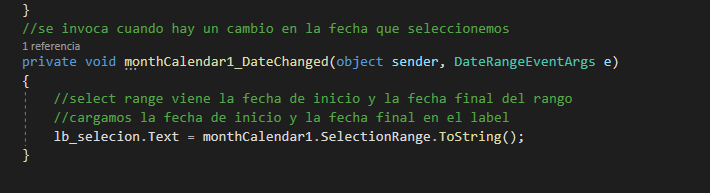 }
//se invoca cuando hay un cambio en la fecha que seleccionemos
1 referencia
private void monthCalendar1_DateChanged(object sender, DateRangeEventArgs e)
{
//select range viene la fecha de inicio y la fecha final del rango
//cargamos la fecha de inicio y la fecha final en el label
lb_selecion.Text = monthCalendar1.SelectionRange.ToString();
}